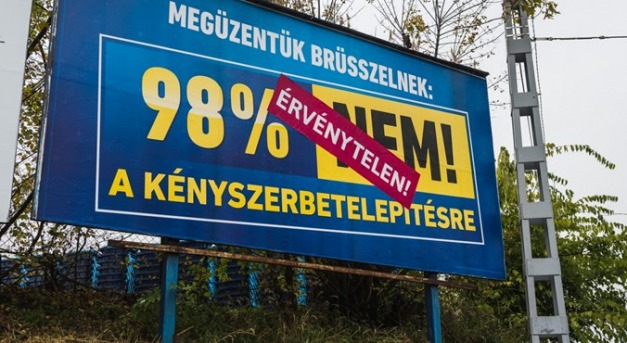 MEGÜZENTÜK BRÜSSZELNEK:
98% NEM!
ÉRVÉNYTELEN!
A KÉNYSZERBETELEPÍTÉSRE